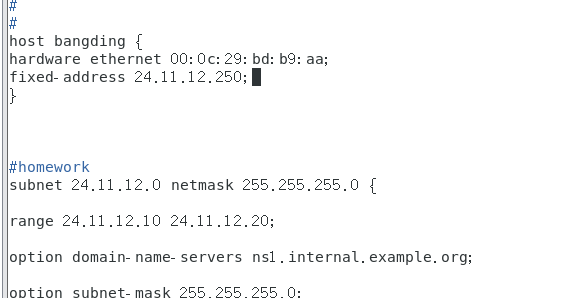 #
#
host bangding {
hardware ethernet 00:0c:29:bd:b9:aa;
fixed-address 24.11.12.250;
}
#homework
subnet 24.11.12.0 netmask 255.255.255.0 {
range 24.11.12.10 24.11.12.20;
option domain-name-servers ns1.internal.example.org;
option subnet-mask 255.255.255.0;